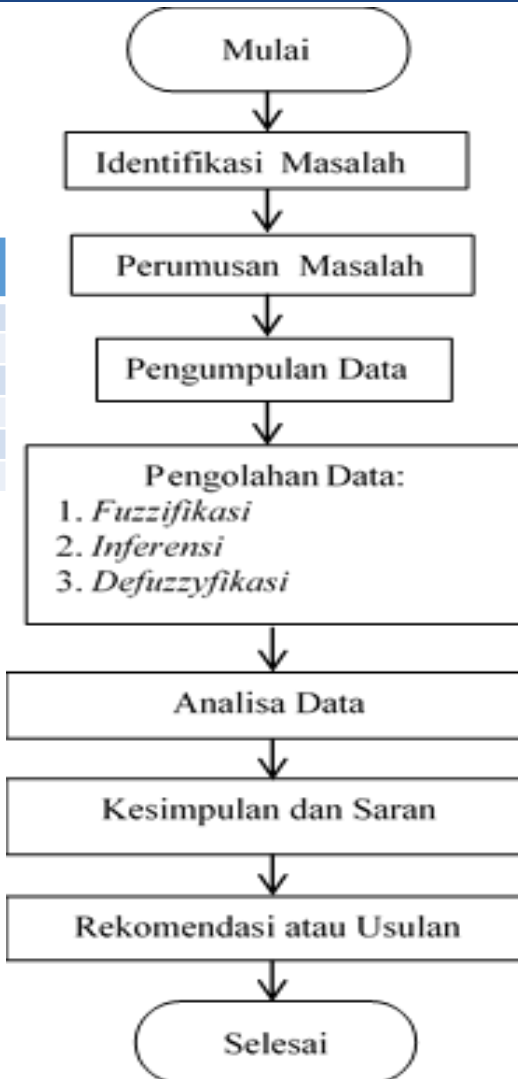 Mulai
Identifikasi Masalah
Perumusan Masalah
Pengumpulan Data
Pengolahan Data:
1. Fuzzifikasi
2. Inferensi
3. Defuzzyfikasi
Analisa Data
Kesimpulan dan Saran
Rekomendasi atau Usulan
Selesai